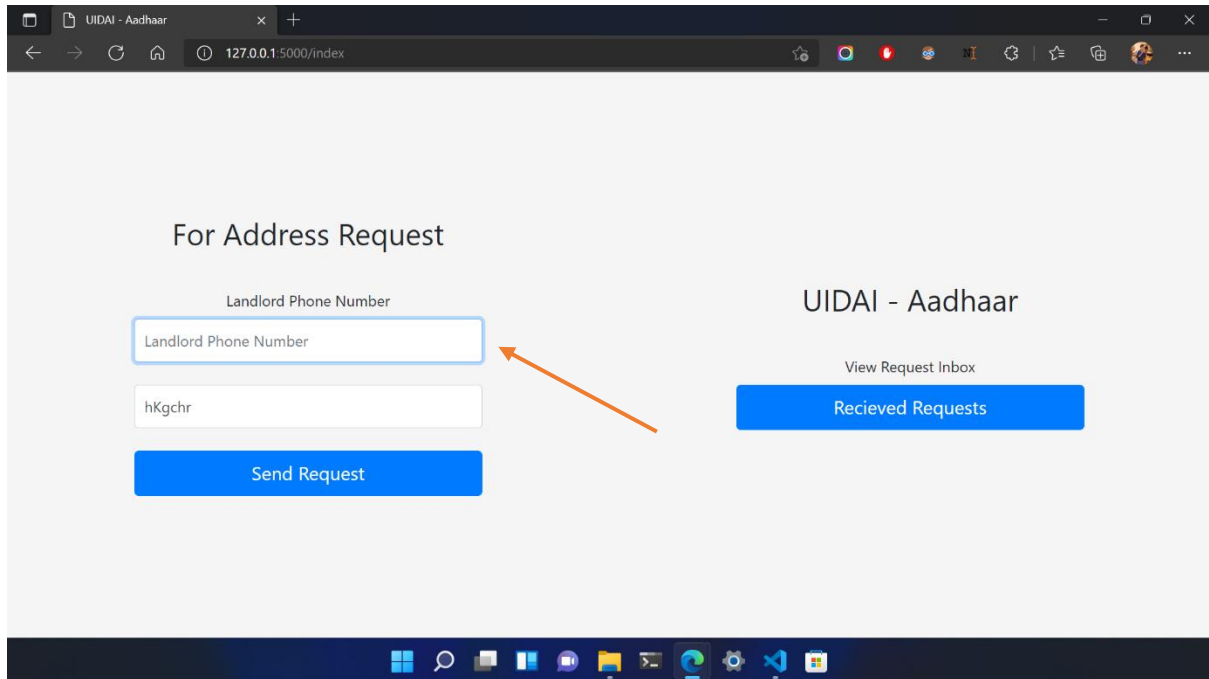 UIDAI - Aadhaar
127.0.0.1:5000/index
For Address Request
Landlord Phone Number
Landlord Phone Number
hKgchr
Send Request
UIDAI - Aadhaar
View Request Inbox
Recieved Requests